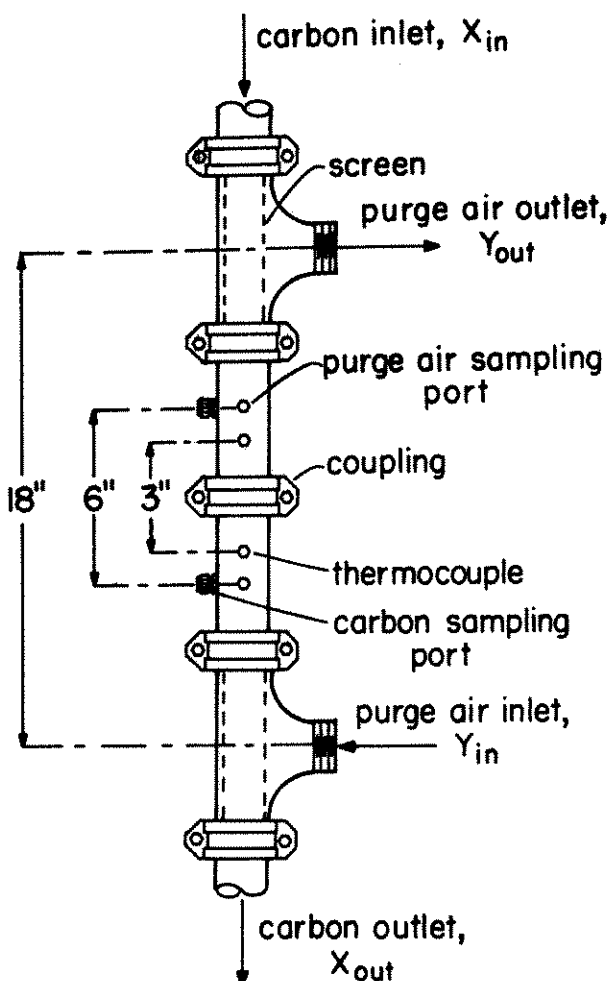 carbon inlet, Xin
screen
purge air outlet,
Yout
purge air sampling
port
coupling
18"
6"
3"
thermocouple
carbon sampling
port
purge air inlet,
Yin
carbon outlet,
Xout